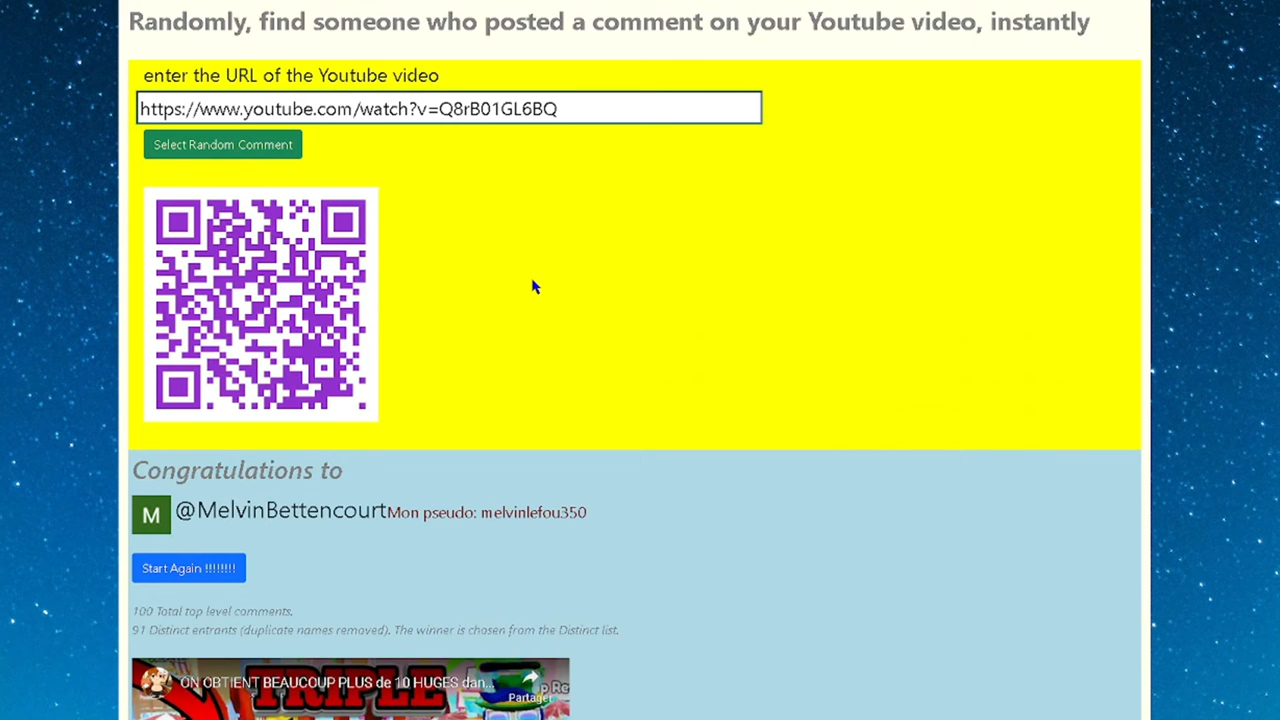 Randomly, find someone who posted a comment on your Youtube video, instantly
enter the URL of the Youtube video
https://www.youtube.com/watch?v=Q8rB01GL6BQ
Select Random Comment
Congratulations to
M @MelvinBettencourtMon pseudo: melvinlefou350
Start Again !!!!!!!!
100 Total top level comments.
91 Distinct entrants (duplicate names removed). The winner is chosen from the Distinct list.
ON OBTIENT BEAUCOUP PLUS de 10 HUGES dan...
TRIPLE
Partager